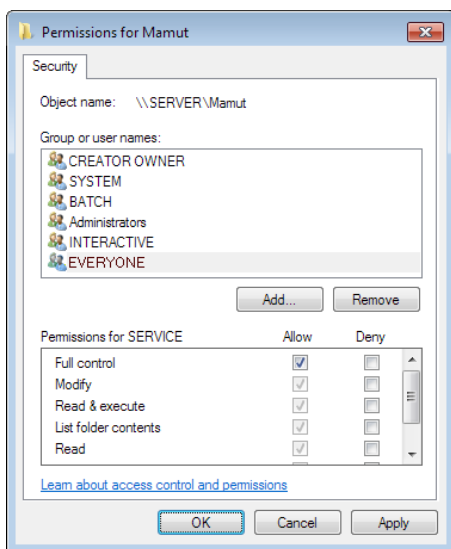 Permissions for Mamut
Security
Object name: \\SERVER\Mamut
Group or user names:
CREATOR OWNER
SYSTEM
BATCH
Administrators
INTERACTIVE
EVERYONE
Add... Remove
Permissions for SERVICE Allow Deny
Full control
Modify
Read & execute
List folder contents
Read
Learn about access control and permissions
OK Cancel Apply